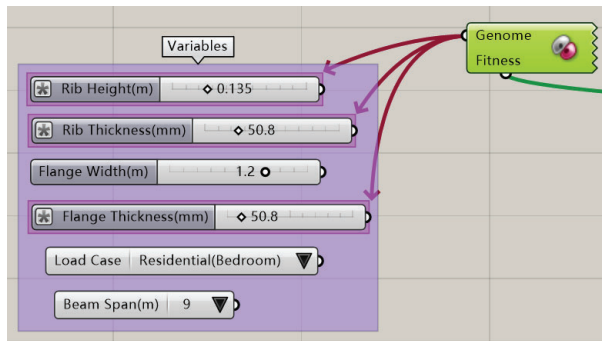 Variables
Genome
Fitness
Rib Height(m) 0.135
Rib Thickness(mm) 50.8
Flange Width(m) 1.2
Flange Thickness(mm) 50.8
Load Case Residential(Bedroom)
Beam Span(m) 9